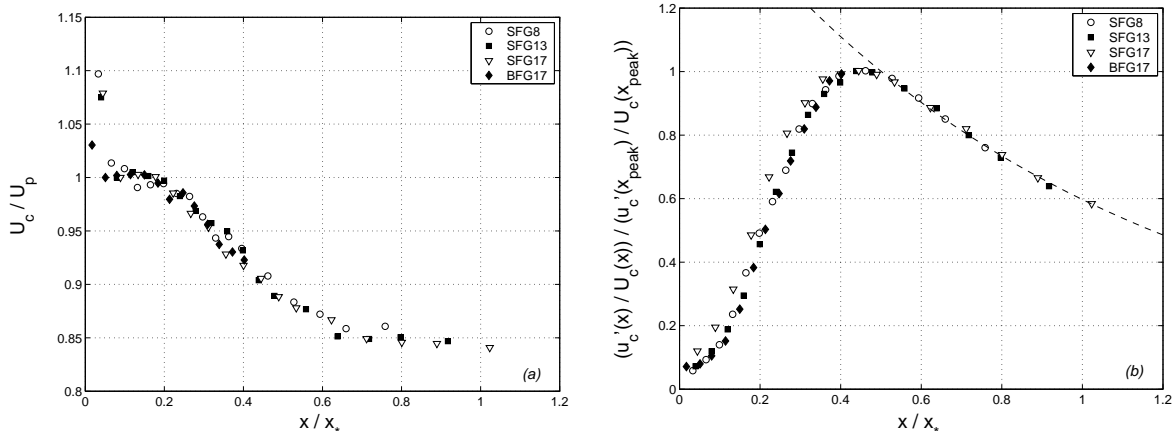 1.15
1.1
1.05
1
0.95
0.9
0.85
0.8
U_c / U_p
0 0.2 0.4 0.6 0.8 1 1.2
x / x_*
SFG8
SFG13
SFG17
BFG17
(a)
1.2
1
0.8
0.6
0.4
0.2
0
(u_c'(x) / U_c(x)) / (u_c'(x_peak) / U_c(x_peak))
0 0.2 0.4 0.6 0.8 1 1.2
x / x_*
SFG8
SFG13
SFG17
BFG17
(b)